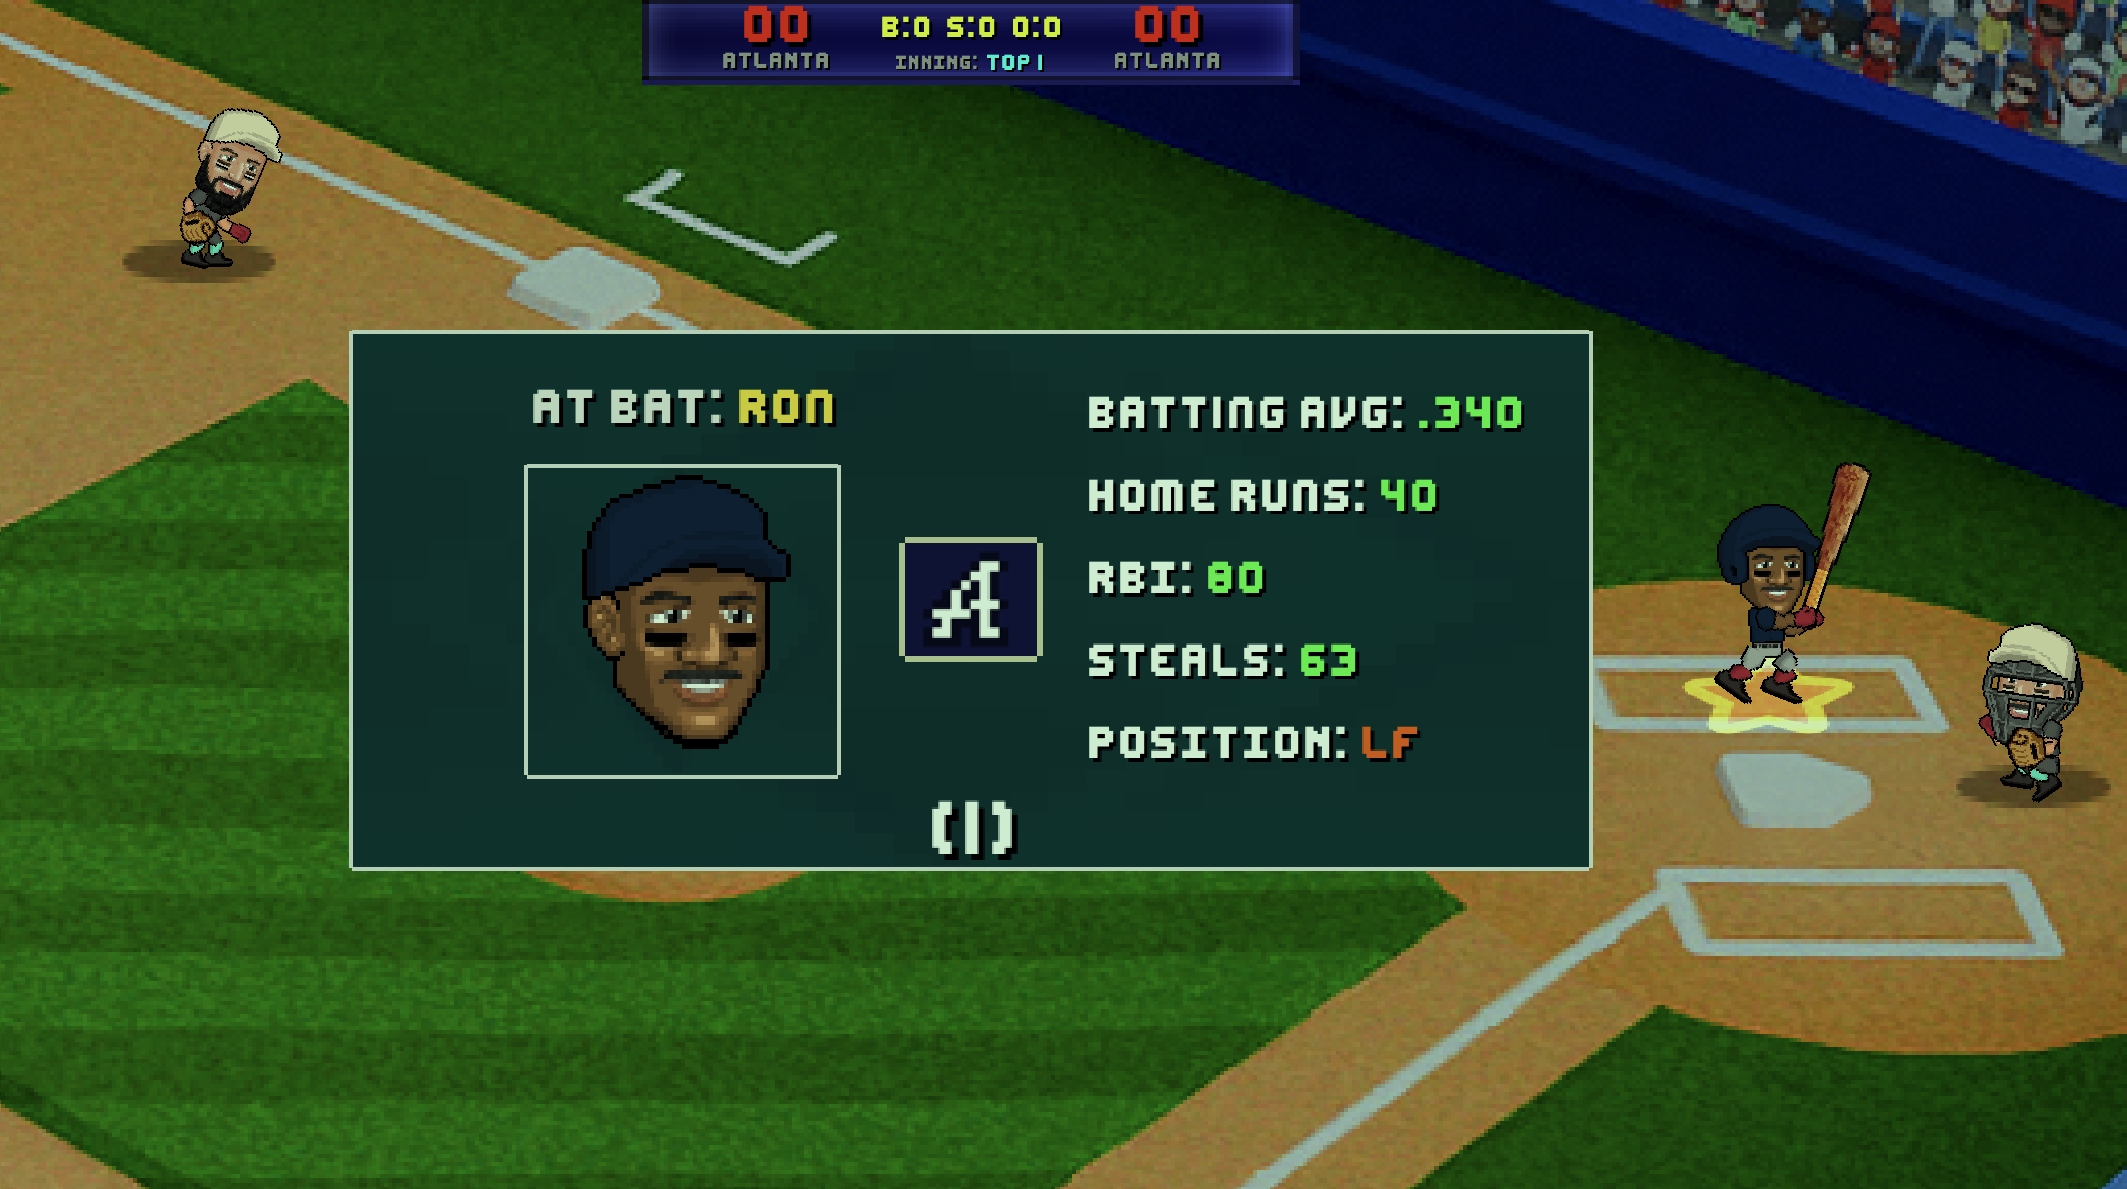 00 B:0 S:0 O:0 00
ATLANTA INNING: TOP 1 ATLANTA
AT BAT: RON
A
BATTING AVG: .340
HOME RUNS: 40
RBI: 80
STEALS: 63
POSITION: LF
(1)